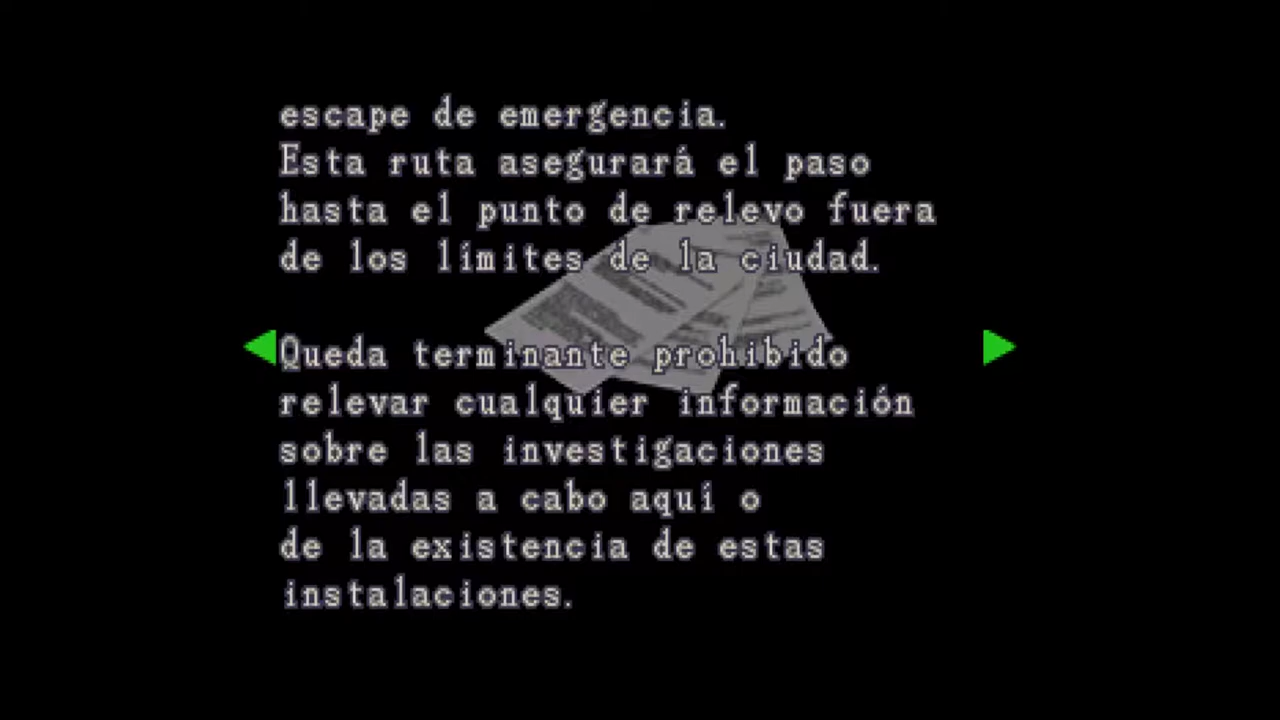 escape de emergencia.
Esta ruta asegurará el paso
hasta el punto de relevo fuera
de los límites de la ciudad.
Queda terminante prohibido
relevar cualquier información
sobre las investigaciones
llevadas a cabo aquí o
de la existencia de estas
instalaciones.